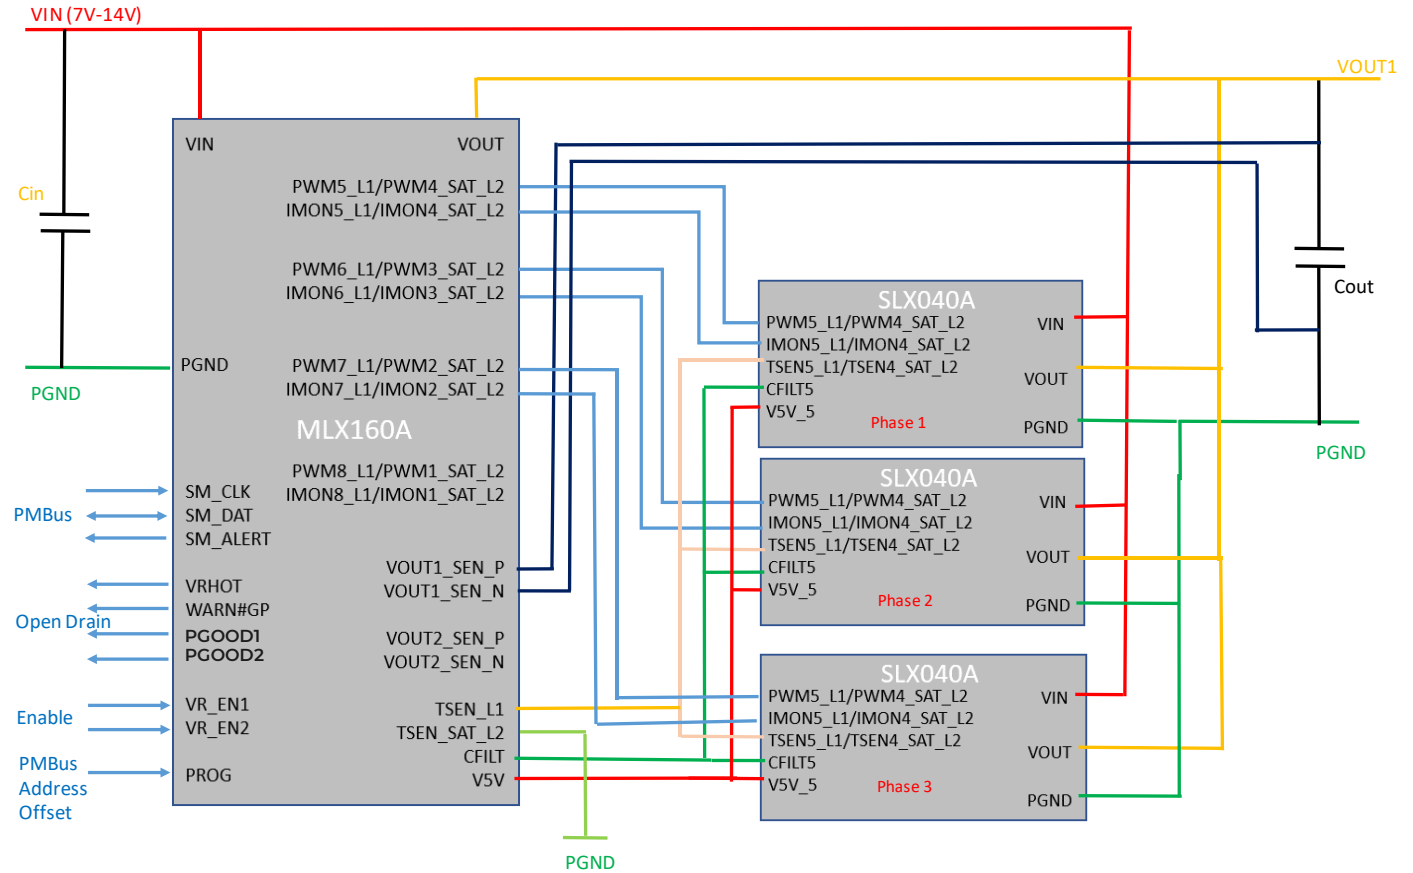 VIN (7V-14V)
VOUT1
VIN
VOUT
Cin
PWM5_L1/PWM4_SAT_L2
IMON5_L1/IMON4_SAT_L2
PWM6_L1/PWM3_SAT_L2
IMON6_L1/IMON3_SAT_L2
PGND
PGND
PWM7_L1/PWM2_SAT_L2
IMON7_L1/IMON2_SAT_L2
MLX160A
PWM8_L1/PWM1_SAT_L2
IMON8_L1/IMON1_SAT_L2
PMBus
SM_CLK
SM_DAT
SM_ALERT
VOUT1_SEN_P
VOUT1_SEN_N
Open Drain
VRHOT
WARN#GP
PGOOD1
PGOOD2
VOUT2_SEN_P
VOUT2_SEN_N
Enable
VR_EN1
VR_EN2
TSEN_L1
TSEN_SAT_L2
CFILT
V5V
PMBus
Address
Offset
PROG
PGND
SLX040A
PWM5_L1/PWM4_SAT_L2
IMON5_L1/IMON4_SAT_L2
TSEN5_L1/TSEN4_SAT_L2
CFILT5
V5V_5
Phase 1
VIN
VOUT
PGND
SLX040A
PWM5_L1/PWM4_SAT_L2
IMON5_L1/IMON4_SAT_L2
TSEN5_L1/TSEN4_SAT_L2
CFILT5
V5V_5
Phase 2
VIN
VOUT
PGND
SLX040A
PWM5_L1/PWM4_SAT_L2
IMON5_L1/IMON4_SAT_L2
TSEN5_L1/TSEN4_SAT_L2
CFILT5
V5V_5
Phase 3
VIN
VOUT
PGND
Cout
PGND